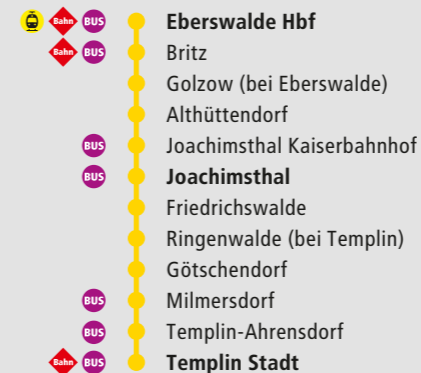 Bahn BUS Eberswalde Hbf
Bahn BUS Britz
Golzow (bei Eberswalde)
Althüttendorf
BUS Joachimsthal Kaiserbahnhof
BUS Joachimsthal
Friedrichswalde
Ringenwalde (bei Templin)
Götschendorf
BUS Milmersdorf
BUS Templin-Ahrensdorf
Bahn BUS Templin Stadt